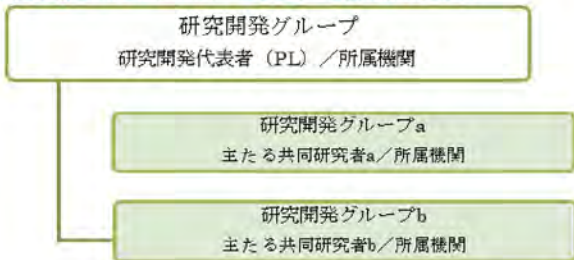 研究開発グループ
研究開発代表者（PL）／所属機関
研究開発グループa
主たる共同研究者a／所属機関
研究開発グループb
主たる共同研究者b／所属機関